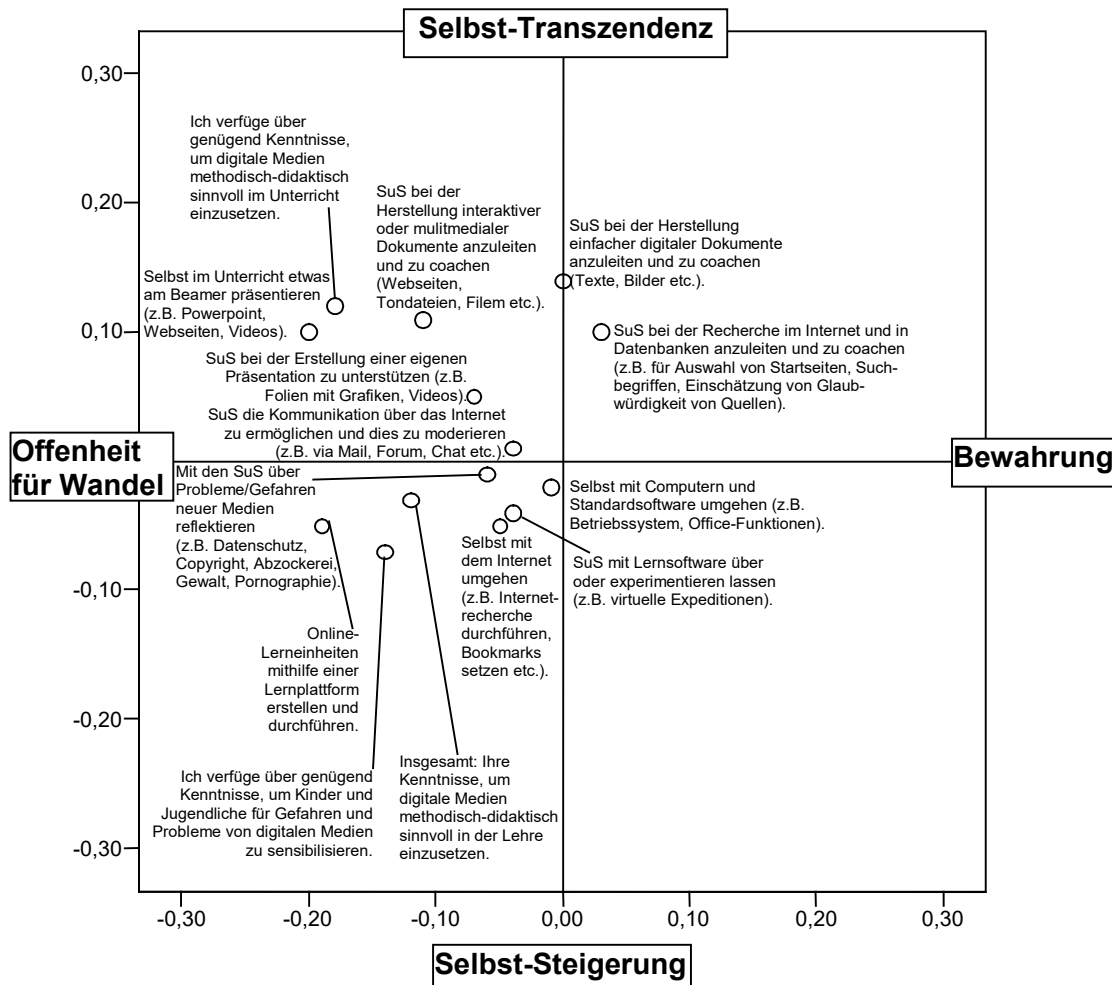 Selbst-Transzendenz
0,30
0,20
0,10
-0,10
-0,20
-0,30
Ich verfüge über
genügend Kenntnisse,
um digitale Medien
methodisch-didaktisch
sinnvoll im Unterricht
einzusetzen.
SuS bei der
Herstellung interaktiver
oder mulitmedialer
Dokumente anzuleiten
und zu coachen
(Webseiten,
Tondateien, Filem etc.).
SuS bei der Herstellung
einfacher digitaler Dokumente
anzuleiten und zu coachen
(Texte, Bilder etc.).
Selbst im Unterricht etwas
am Beamer präsentieren
(z.B. Powerpoint,
Webseiten, Videos).
SuS bei der Recherche im Internet und in
Datenbanken anzuleiten und zu coachen
(z.B. für Auswahl von Startseiten, Such-
begriffen, Einschätzung von Glaub-
würdigkeit von Quellen).
SuS bei der Erstellung einer eigenen
Präsentation zu unterstützen (z.B.
Folien mit Grafiken, Videos).
SuS die Kommunikation über das Internet
zu ermöglichen und dies zu moderieren
(z.B. via Mail, Forum, Chat etc.).
Offenheit
für Wandel
Bewahrung
Mit den SuS über
Probleme/Gefahren
neuer Medien
reflektieren
(z.B. Datenschutz,
Copyright, Abzockerei,
Gewalt, Pornographie).
Selbst mit Computern und
Standardsoftware umgehen (z.B.
Betriebssystem, Office-Funktionen).
Selbst mit
dem Internet
umgehen
(z.B. Internet-
recherche
durchführen,
Bookmarks
setzen etc.).
SuS mit Lernsoftware über
oder experimentieren lassen
(z.B. virtuelle Expeditionen).
Online-
Lerneinheiten
mithilfe einer
Lernplattform
erstellen und
durchführen.
Ich verfüge über genügend
Kenntnisse, um Kinder und
Jugendliche für Gefahren und
Probleme von digitalen Medien
zu sensibilisieren.
Insgesamt: Ihre
Kenntnisse, um
digitale Medien
methodisch-didaktisch
sinnvoll in der Lehre
einzusetzen.
-0,30
-0,20
-0,10
0,00
0,10
0,20
0,30
Selbst-Steigerung